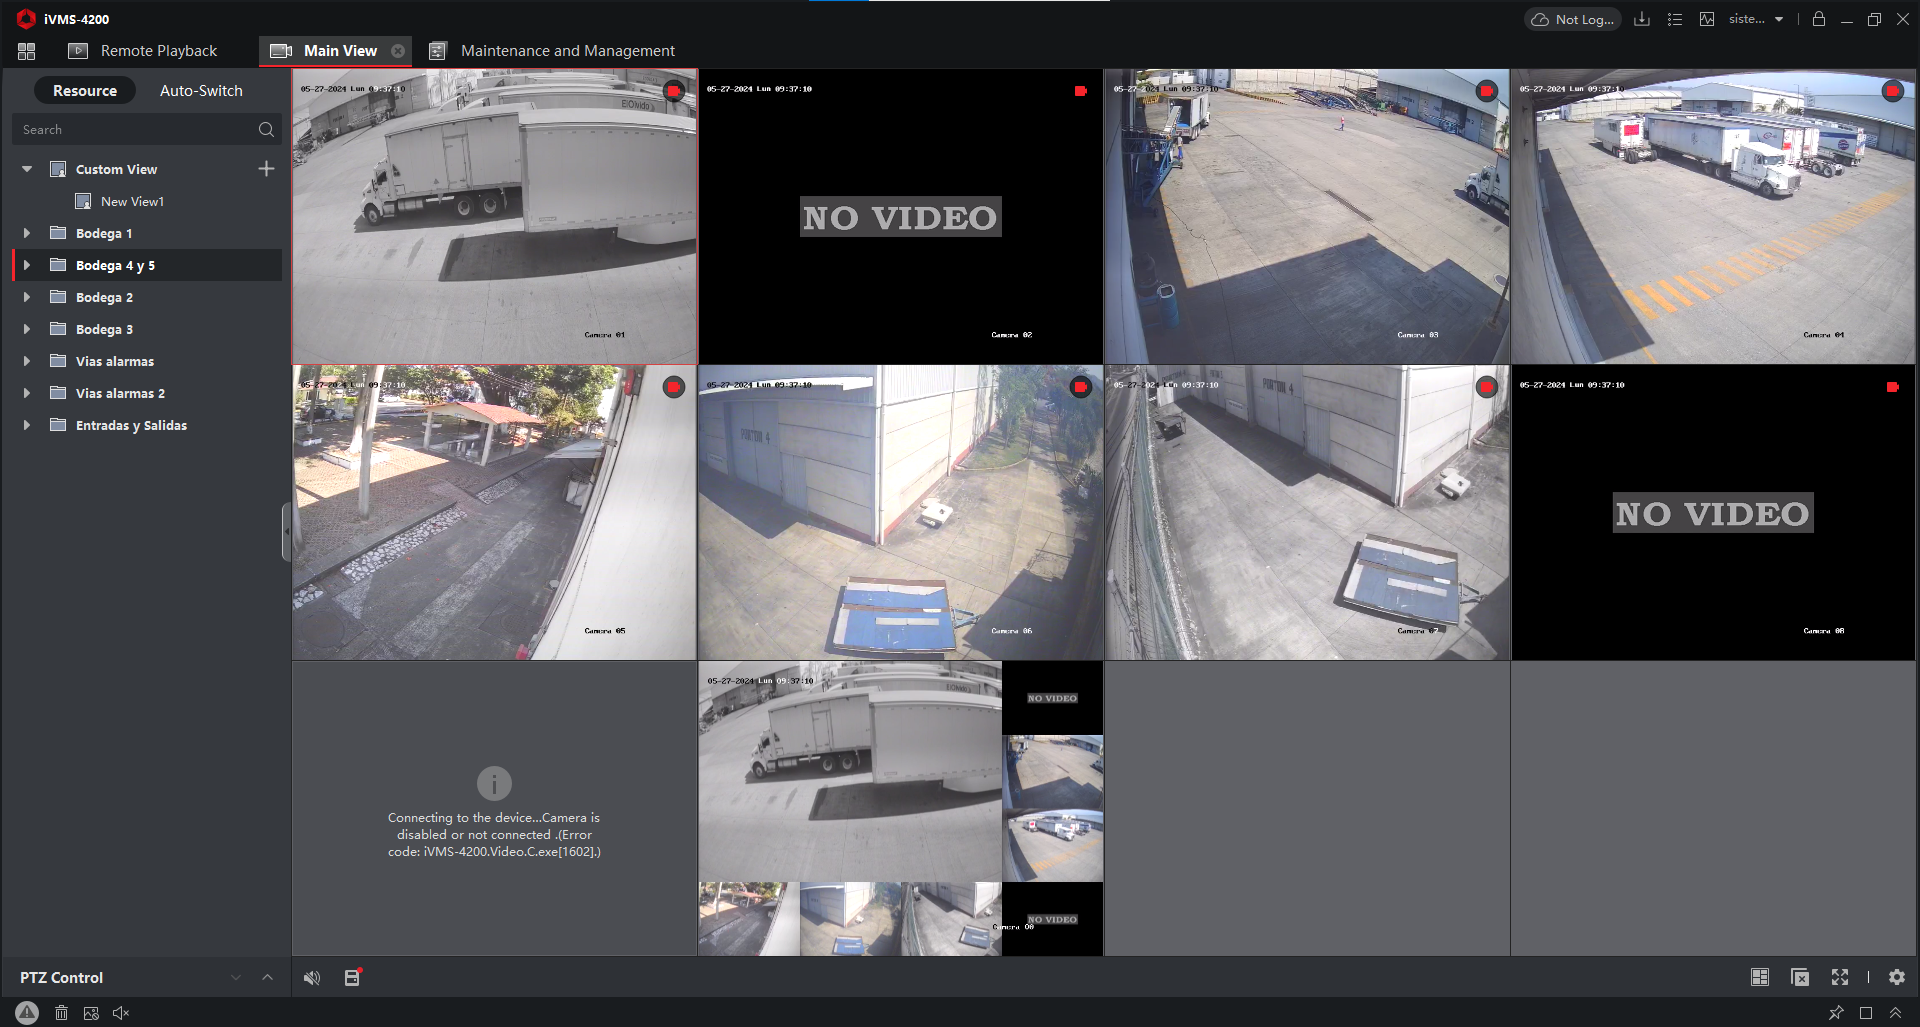 iVMS-4200
Not Log...
siste...
Remote Playback
Main View
Maintenance and Management
Resource
Auto-Switch
Search
Custom View
New View1
Bodega 1
Bodega 4 y 5
Bodega 2
Bodega 3
Vias alarmas
Vias alarmas 2
Entradas y Salidas
05-27-2024 Lun 09:37:10
ElOlvido
Camera 01
05-27-2024 Lun 09:37:10
NO VIDEO
Camera 02
05-27-2024 Lun 09:37:10
Camera 03
05-27-2024 Lun 09:37:1
Camera 04
05-27-2024 Lun 09:37:10
Camera 05
05-27-2024 Lun 09:37:10
PORTON 4
Camera 06
05-27-2024 Lun 09:37:10
PORTON 4
Camera 07
05-27-2024 Lun 09:37:10
NO VIDEO
Camera 08
Connecting to the device...Camera is
disabled or not connected .(Error
code: iVMS-4200.Video.C.exe[1602].)
05-27-2024 Lun 09:37:10
NO VIDEO
NO VIDEO
Camera 00
PTZ Control